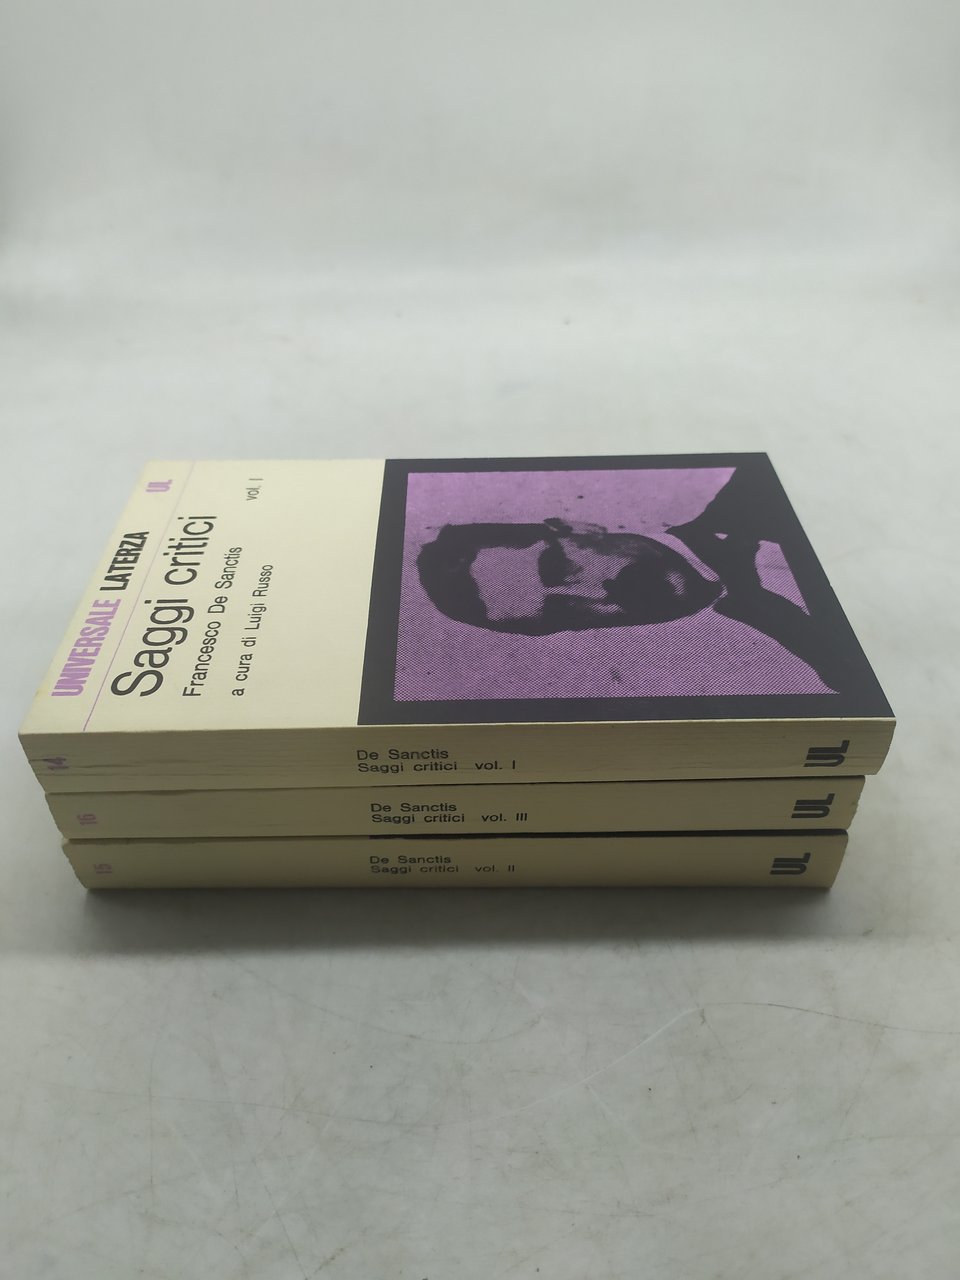 UNIVERSALE LATERZA UL
Saggi critici
Francesco De Sanctis vol. I
a cura di Luigi Russo
14
De Sanctis
Saggi critici vol. I
UL
16
De Sanctis
Saggi critici vol. III
UL
15
De Sanctis
Saggi critici vol. II
UL